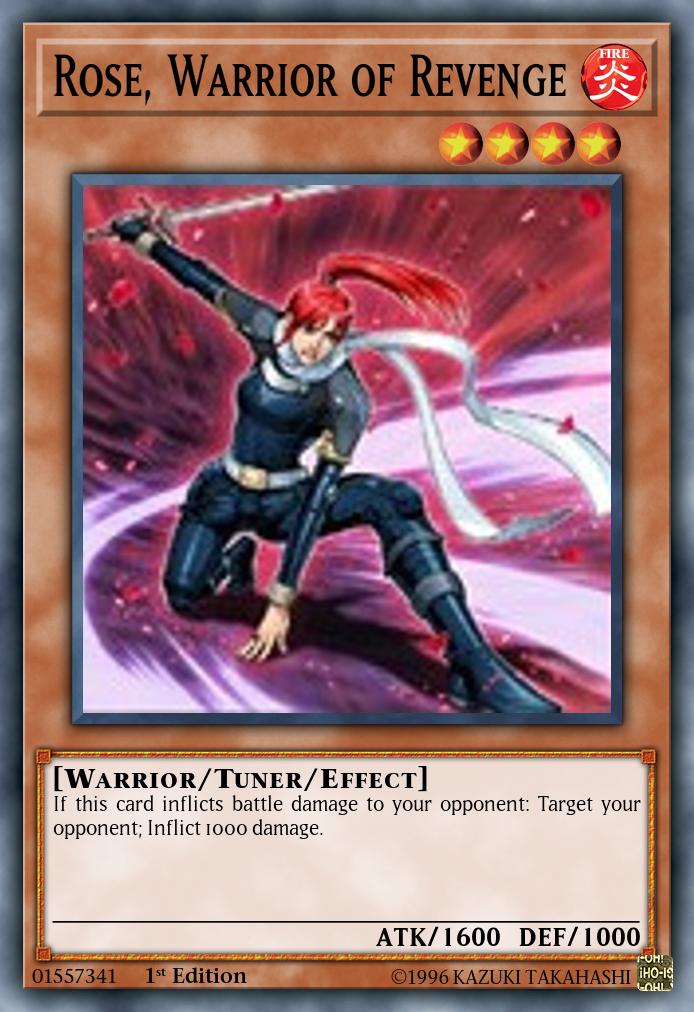 Rose, Warrior of Revenge
FIRE
炎
[Warrior/Tuner/Effect]
If this card inflicts battle damage to your
opponent: Target your
opponent; Inflict 1000 damage.
ATK/1600 DEF/1000
01557341 1st Edition ©1996 KAZUKI TAKAHASHI